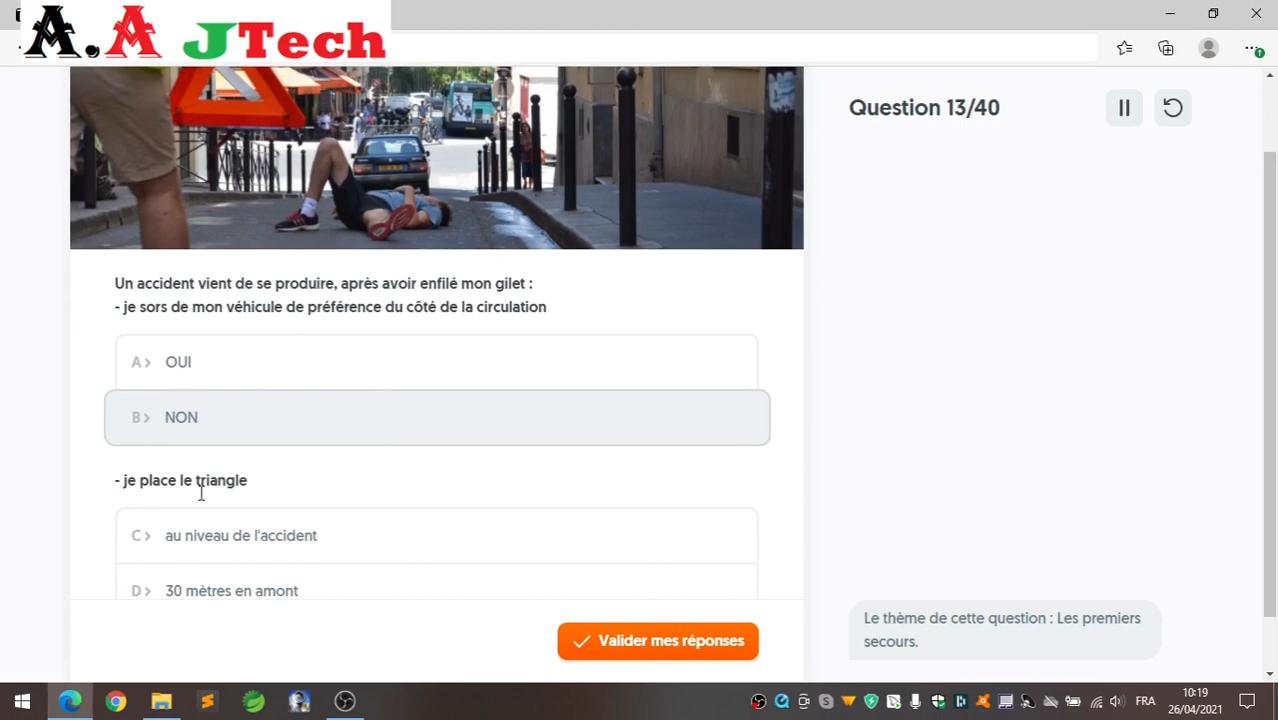 A.A JTech
Question 13/40
Un accident vient de se produire, après avoir enfilé mon gilet :
- je sors de mon véhicule de préférence du côté de la circulation
A > OUI
B > NON
- je place le triangle
C > au niveau de l'accident
D > 30 mètres en amont
Valider mes réponses
Le thème de cette question : Les premiers
secours.
FRA
10:19
26/04/2021